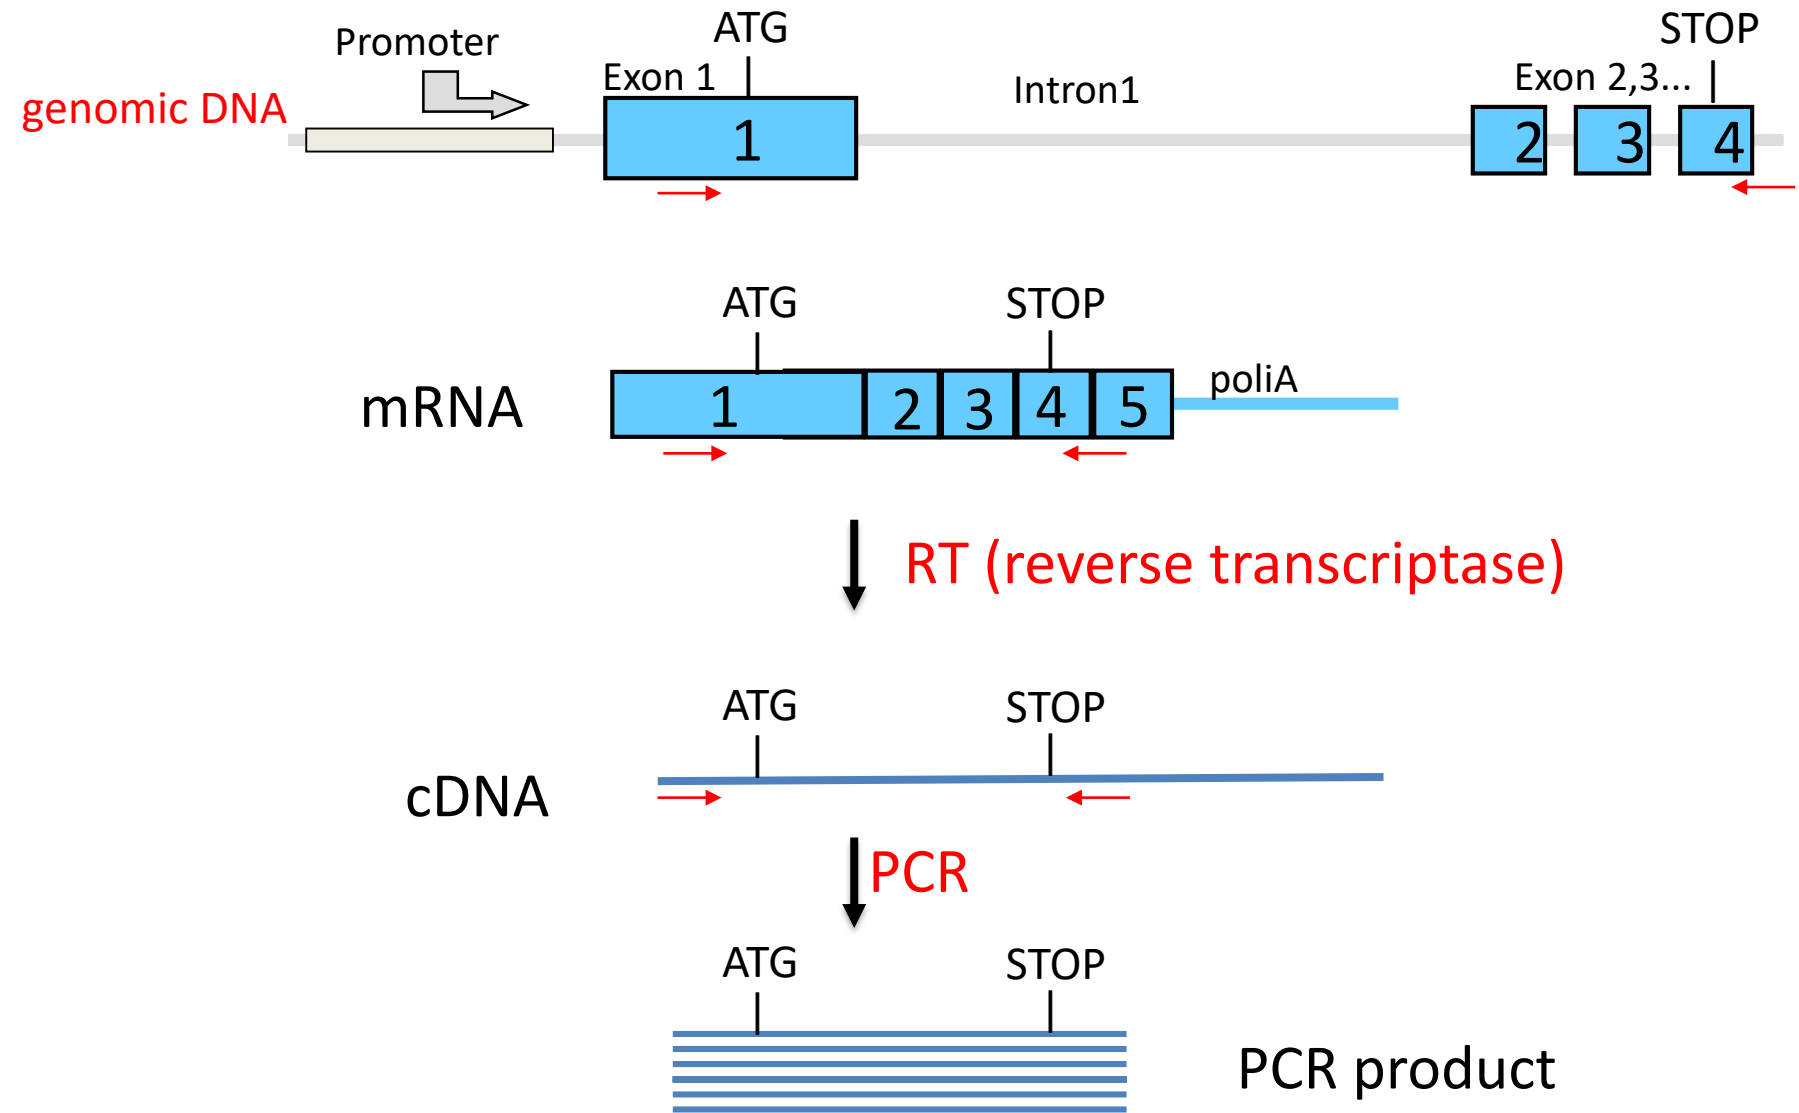 Promoter
ATG
STOP
Exon 1
Intron1
Exon 2,3...
genomic DNA
1
2
3
4
ATG
STOP
mRNA
1
2
3
4
5
poliA
RT (reverse transcriptase)
ATG
STOP
cDNA
PCR
ATG
STOP
PCR product